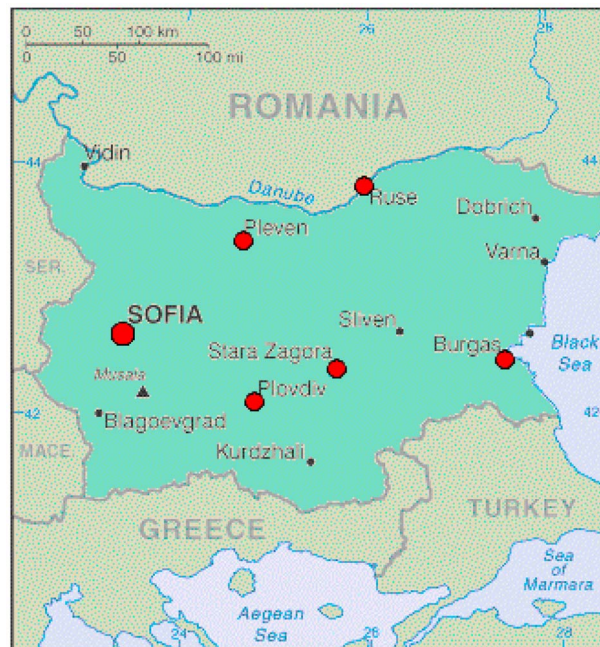 26
28
0 50 100 km
0 50 100 mi
ROMANIA
44
Vidin
44
Danube
Ruse
Dobrich
Pleven
Varna
SER.
SOFIA
Sliven
Burgas
Black
Sea
Stara Zagora
Musala
Plovdiv
42
Blagoevgrad
42
MACE.
Kurdzhali
TURKEY
GREECE
Sea
of
Marmara
Aegean
Sea
24
26
28